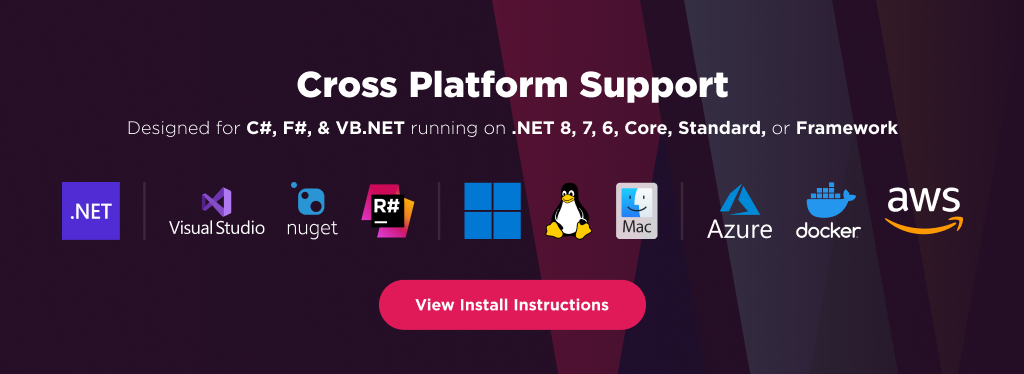 Cross Platform Support
Designed for C#, F#, & VB.NET running on .NET 8, 7, 6, Core, Standard, or Framework
.NET
Visual Studio
nuget
R#
Mac
Azure
docker
aws
View Install Instructions